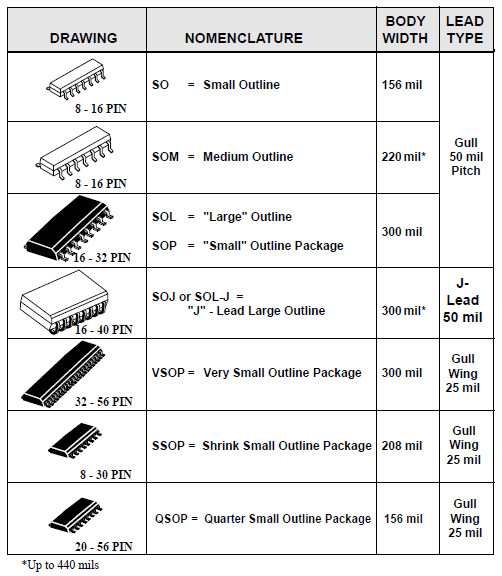 DRAWING NOMENCLATURE BODY WIDTH LEAD TYPE
8 - 16 PIN
SO = Small Outline
156 mil
8 - 16 PIN
SOM = Medium Outline
220 mil*
Gull
50 mil
Pitch
16 - 32 PIN
SOL = "Large" Outline
SOP = "Small" Outline Package
300 mil
16 - 40 PIN
SOJ or SOL-J =
"J" - Lead Large Outline
300 mil*
J-
Lead
50 mil
32 - 56 PIN
VSOP = Very Small Outline Package
300 mil
Gull
Wing
25 mil
8 - 30 PIN
SSOP = Shrink Small Outline Package
208 mil
Gull
Wing
25 mil
20 - 56 PIN
QSOP = Quarter Small Outline Package
156 mil
Gull
Wing
25 mil
*Up to 440 mils